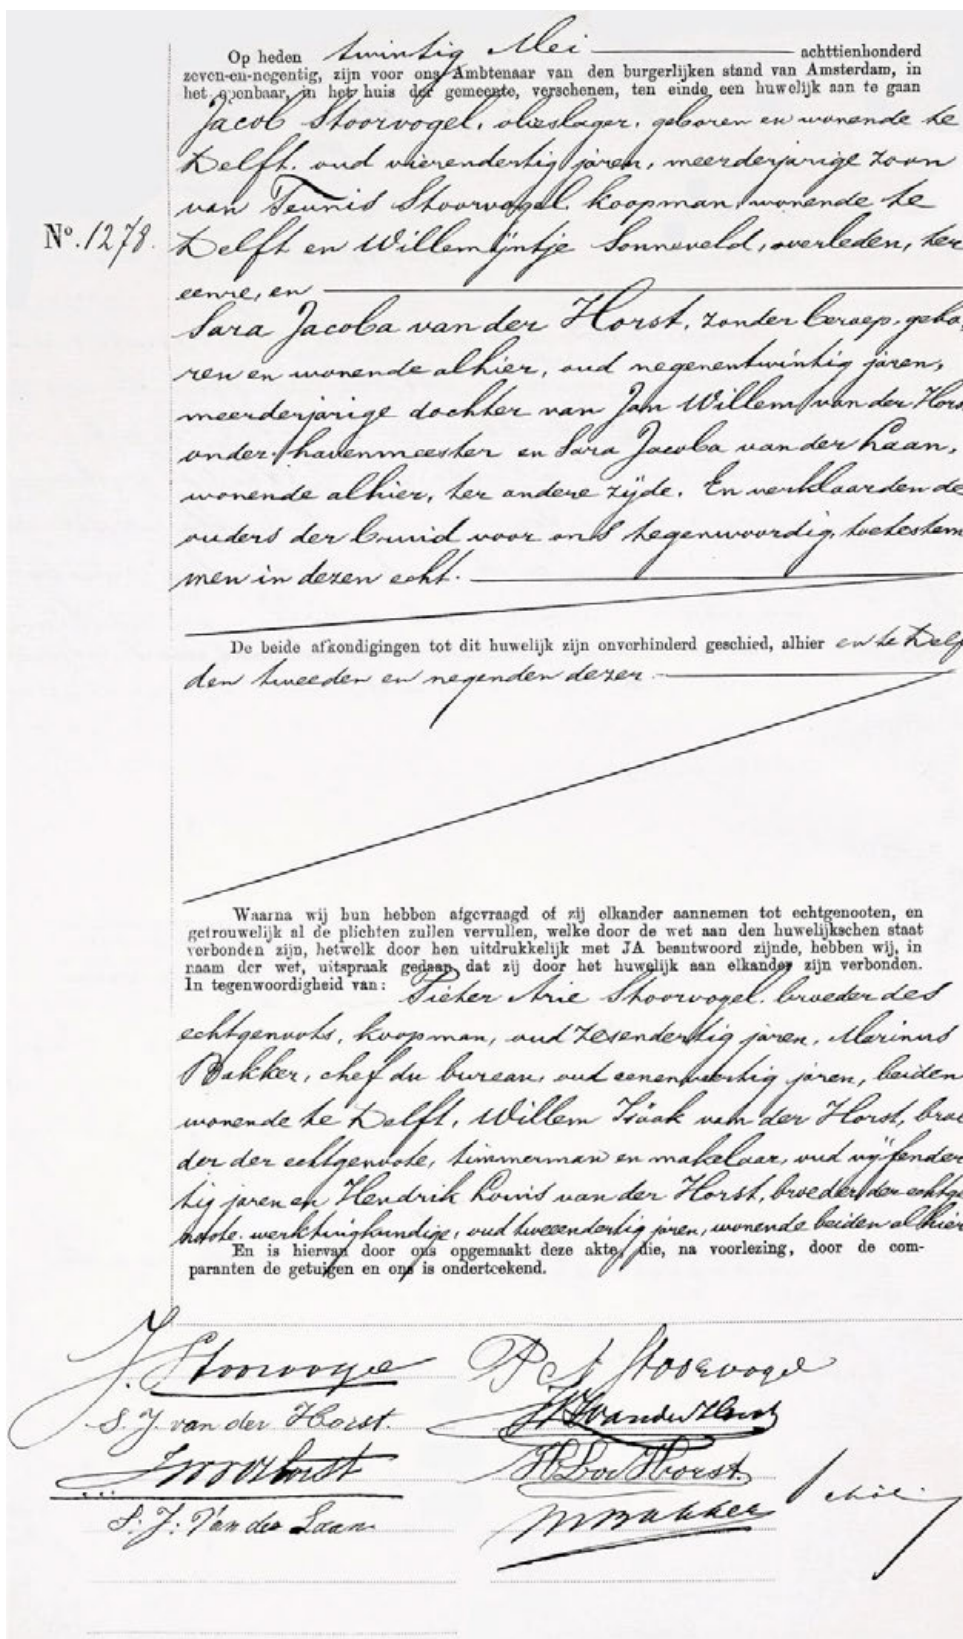 Op heden twintig Mei achttienhonderd
zeven-en-negentig, zijn voor ons Ambtenaar van den burgerlijken stand van Amsterdam, in
het openbaar, in het huis der gemeente, verschenen, ten einde een huwelijk aan te gaan
Jacob Stoorvogel, olieslager, geboren en wonende te
Delft, oud vierendertig jaren, meerderjarige zoon
van Teunis Stoorvogel, koopman, wonende te
No. 1278. Delft en Willemijntje Sonneveld, overleden, ter
eenre, en
Sara Jacoba van der Horst, zonder beroep, gebo-
ren en wonende alhier, oud negenentwintig jaren,
meerderjarige dochter van Jan Willem van der Hors
onder havenmeester en Sara Jacoba van der Laan,
wonende alhier, ter andere zijde. En verklaarden de
ouders der bruid voor ons tegenwoordig, toetestem
men in dezen echt.
De beide afkondigingen tot dit huwelijk zijn onverhinderd geschied, alhier en te Delf
den tweeden en negenden dezer
Waarna wij hun hebben afgevraagd of zij elkander aannemen tot echtgenooten, en
getrouwelijk al de plichten zullen vervullen, welke door de wet aan den huwelijkschen staat
verbonden zijn, hetwelk door hen uitdrukkelijk met JA beantwoord zijnde, hebben wij, in
naam der wet, uitspraak gedaan dat zij door het huwelijk aan elkander zijn verbonden.
In tegenwoordigheid van: Pieter Arie Stoorvogel, broeder des
echtgenoots, koopman, oud zesendertig jaren, Marinus
Bakker, chef du bureau, oud eenenveertig jaren, beiden
wonende te Delft, Willem Isäak van der Horst, broe
der der echtgenoote, timmerman en makelaar, oud vijfender
tig jaren en Hendrik Louis van der Horst, broeder der echtge
noote, werktuigkundige, oud tweeendertig jaren, wonende beiden alhier
En is hiervan door ons opgemaakt deze akte, die, na voorlezing, door de com-
paranten de getuigen en ons is onderteekend.
J. Stoorvogel P A Stoorvogel
S. J. van der Horst. WI van der Horst
JWvdHorst HLvd Horst.
S. J. Van der Laan M Bakker